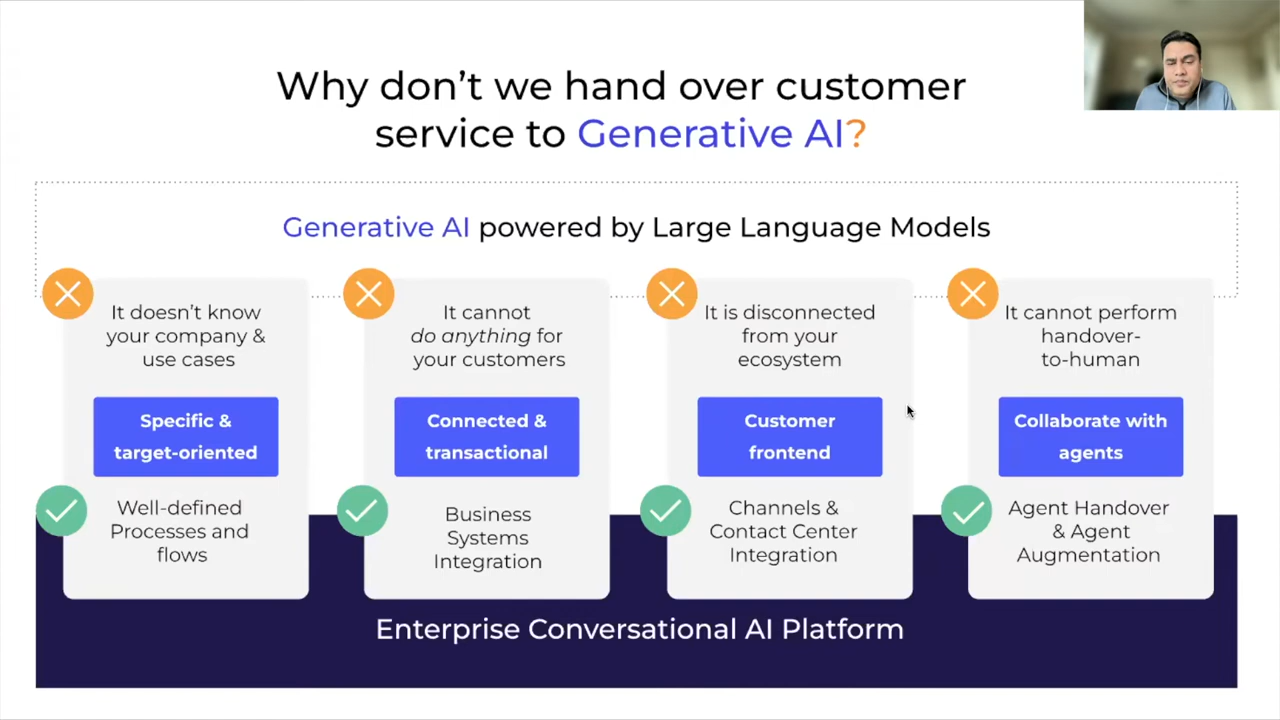 Why don't we hand over customer
service to Generative AI?
Generative AI powered by Large Language Models
It doesn't know
your company &
use cases
Specific &
target-oriented
Well-defined
Processes and
flows
It cannot
do anything for
your customers
Connected &
transactional
Business
Systems
Integration
It is disconnected
from your
ecosystem
Customer
frontend
Channels &
Contact Center
Integration
It cannot perform
handover-
to-human
Collaborate with
agents
Agent Handover
& Agent
Augmentation
Enterprise Conversational AI Platform